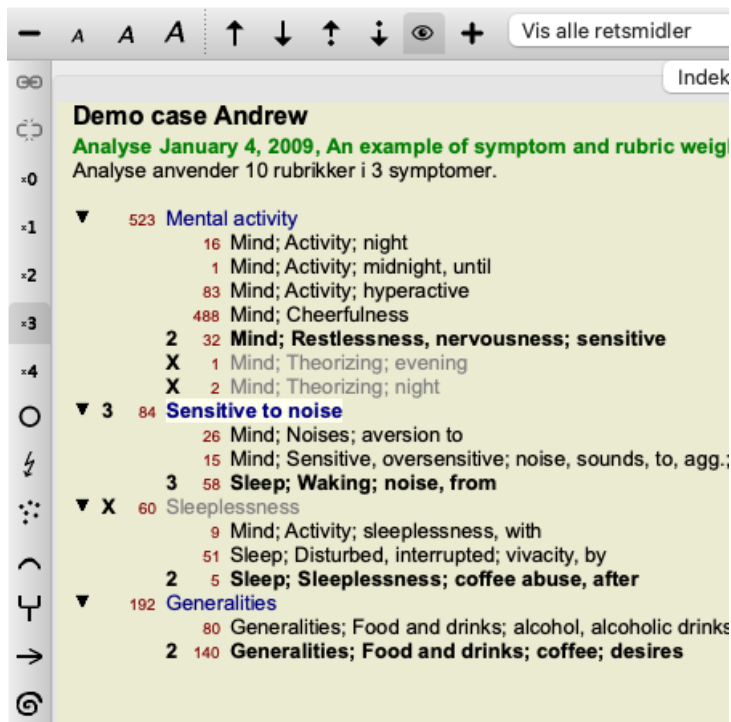 A A A Vis alle retsmidler
Indek
Demo case Andrew
Analyse January 4, 2009, An example of symptom and rubric weigh
Analyse anvender 10 rubrikker i 3 symptomer.
523 Mental activity
16 Mind; Activity; night
1 Mind; Activity; midnight, until
83 Mind; Activity; hyperactive
488 Mind; Cheerfulness
2 32 Mind; Restlessness, nervousness; sensitive
X 1 Mind; Theorizing; evening
X 2 Mind; Theorizing; night
3 84 Sensitive to noise
26 Mind; Noises; aversion to
15 Mind; Sensitive, oversensitive; noise, sounds, to, agg.;
3 58 Sleep; Waking; noise, from
X 60 Sleeplessness
9 Mind; Activity; sleeplessness, with
51 Sleep; Disturbed, interrupted; vivacity, by
2 5 Sleep; Sleeplessness; coffee abuse, after
192 Generalities
80 Generalities; Food and drinks; alcohol, alcoholic drinks
2 140 Generalities; Food and drinks; coffee; desires
×0
×1
×2
×3
×4